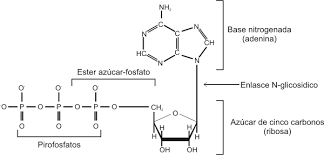 NH₂
N
C
C
N
Base nitrogenada
(adenina)
HC
C
CH
N
N
Ester azúcar-fosfato
Enlasce N-glicosidico
O⁻ O⁻ O⁻
O⁻ P O P O P O CH₂
O
O O O
H H H H
Pirofosfatos
OH OH
Azúcar de cinco carbonos
(ribosa)